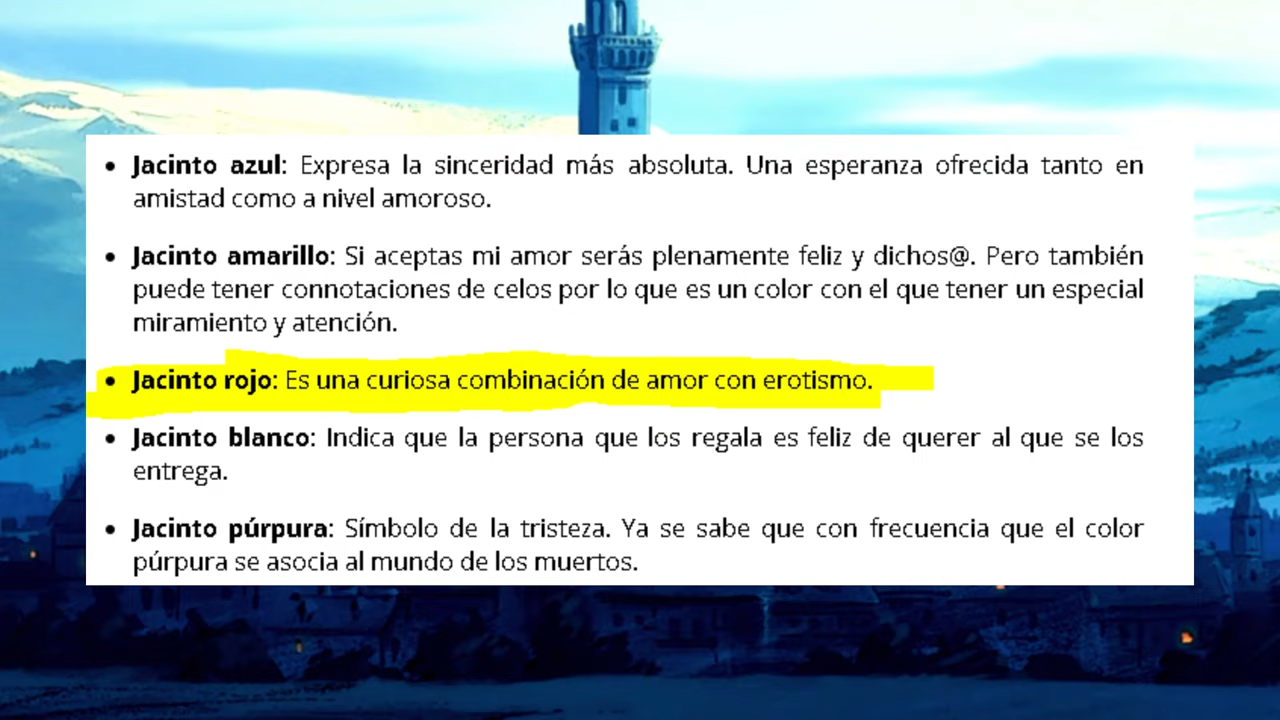 • Jacinto azul: Expresa la sinceridad más absoluta. Una esperanza ofrecida tanto en
amistad como a nivel amoroso.
• Jacinto amarillo: Si aceptas mi amor serás plenamente feliz y dichos@. Pero también
puede tener connotaciones de celos por lo que es un color con el que tener un especial
miramiento y atención.
• Jacinto rojo: Es una curiosa combinación de amor con erotismo.
• Jacinto blanco: Indica que la persona que los regala es feliz de querer al que se los
entrega.
• Jacinto púrpura: Símbolo de la tristeza. Ya se sabe que con frecuencia que el color
púrpura se asocia al mundo de los muertos.